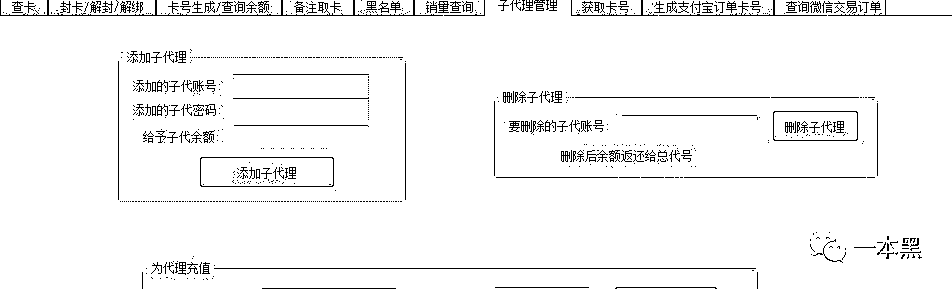 查卡 封卡/解封/解绑 卡号生成/查询余额 备注取卡 黑名单 销量查询 子代理管理 获取卡号 生成支付宝订单卡号 查询微信交易订单
添加子代理
添加的子代账号:
添加的子代密码:
给予子代余额:
添加子代理
删除子代理
要删除的子代账号: 删除子代理
删除后余额返还给总代号
一本黑
为代理充值